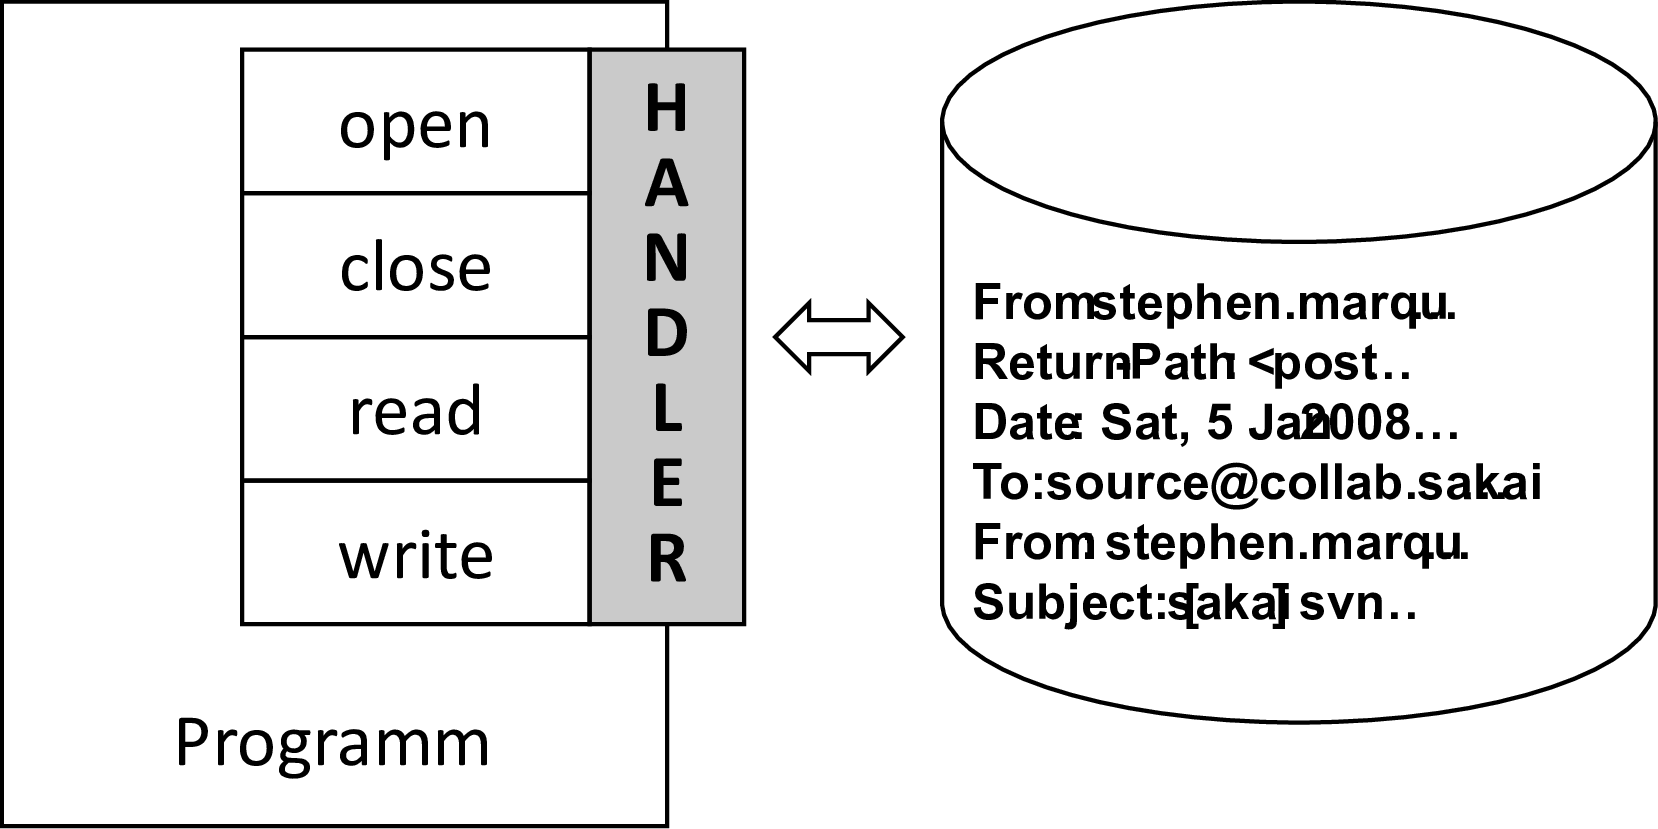 open
close
read
write
HANDLER
Programm
From stephen.marqu...
Return-Path: <post...
Date: Sat, 5 Jan 2008...
To:source@collab.sakai...
From: stephen.marqu...
Subject:[sakai] svn...